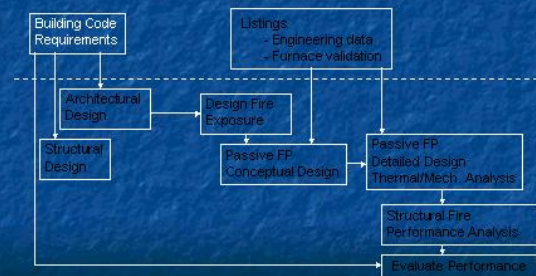 Building Code
Requirements
Listings
- Engineering data
- Furnace validation
Architectural
Design
Design Fire
Exposure
Structural
Design
Passive FP
Conceptual Design
Passive FP
Detailed Design
Thermal/Mech. Analysis
Structural Fire
Performance Analysis
Evaluate Performance